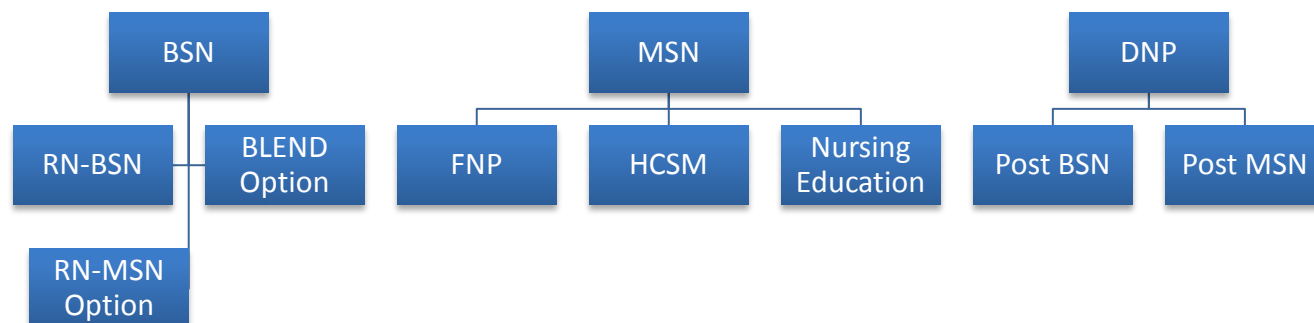 BSN
MSN
DNP
RN-BSN
BLEND
Option
FNP
HCSM
Nursing
Education
Post BSN
Post MSN
RN-MSN
Option